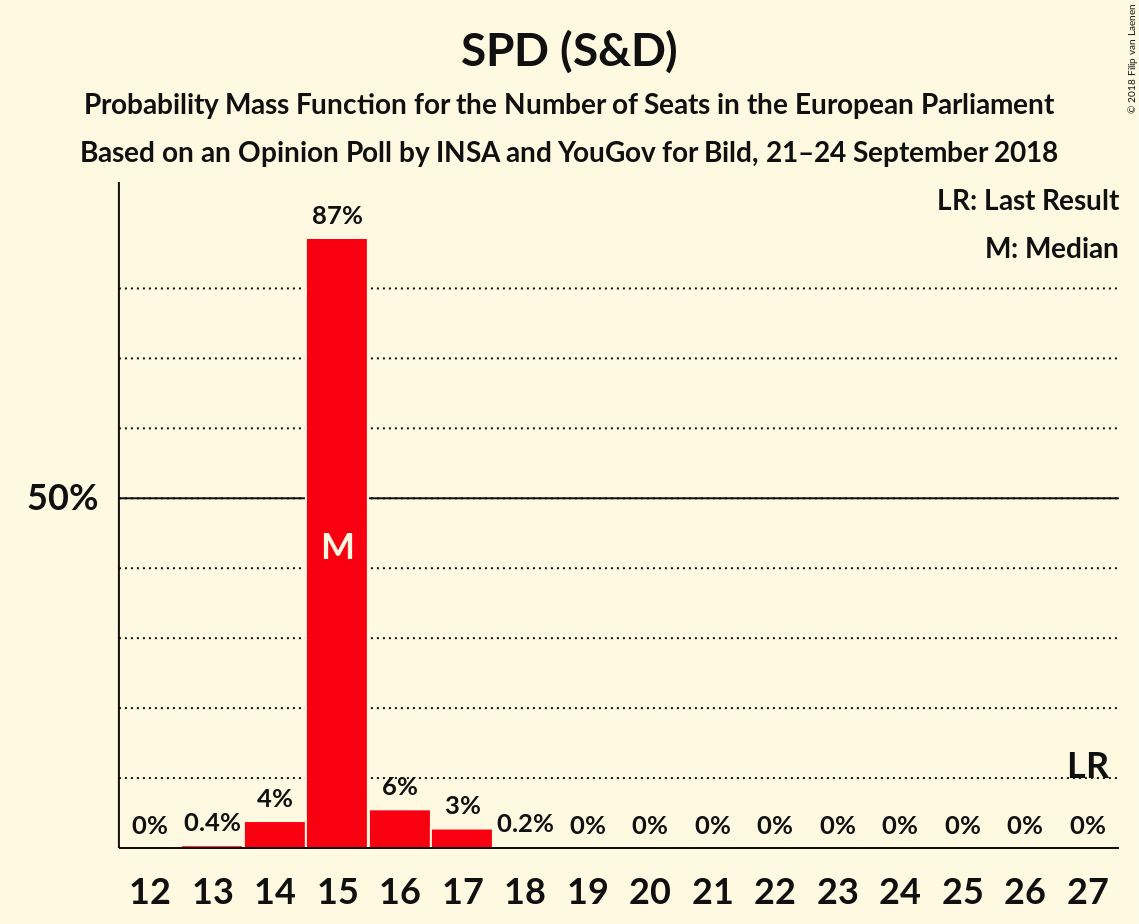 SPD (S&D)
Probability Mass Function for the Number of Seats in the European Parliament
Based on an Opinion Poll by INSA and YouGov for Bild, 21–24 September 2018
© 2018 Filip van Laenen
LR: Last Result
M: Median
87%
50%
M
LR
0% 0.4% 4% 6% 3% 0.2% 0% 0% 0% 0% 0% 0% 0% 0% 0%
12 13 14 15 16 17 18 19 20 21 22 23 24 25 26 27